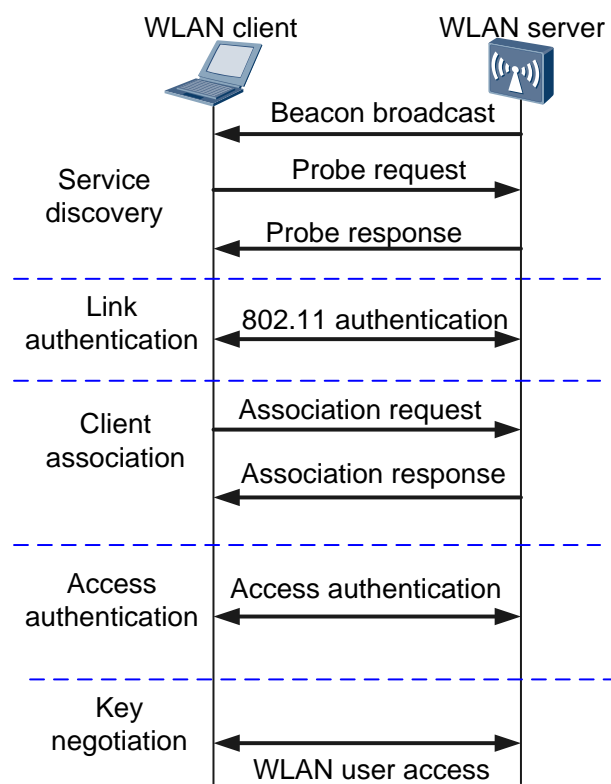 WLAN client
WLAN server
Beacon broadcast
Service
discovery
Probe request
Probe response
Link
authentication
802.11 authentication
Client
association
Association request
Association response
Access
authentication
Access authentication
Key
negotiation
WLAN user access